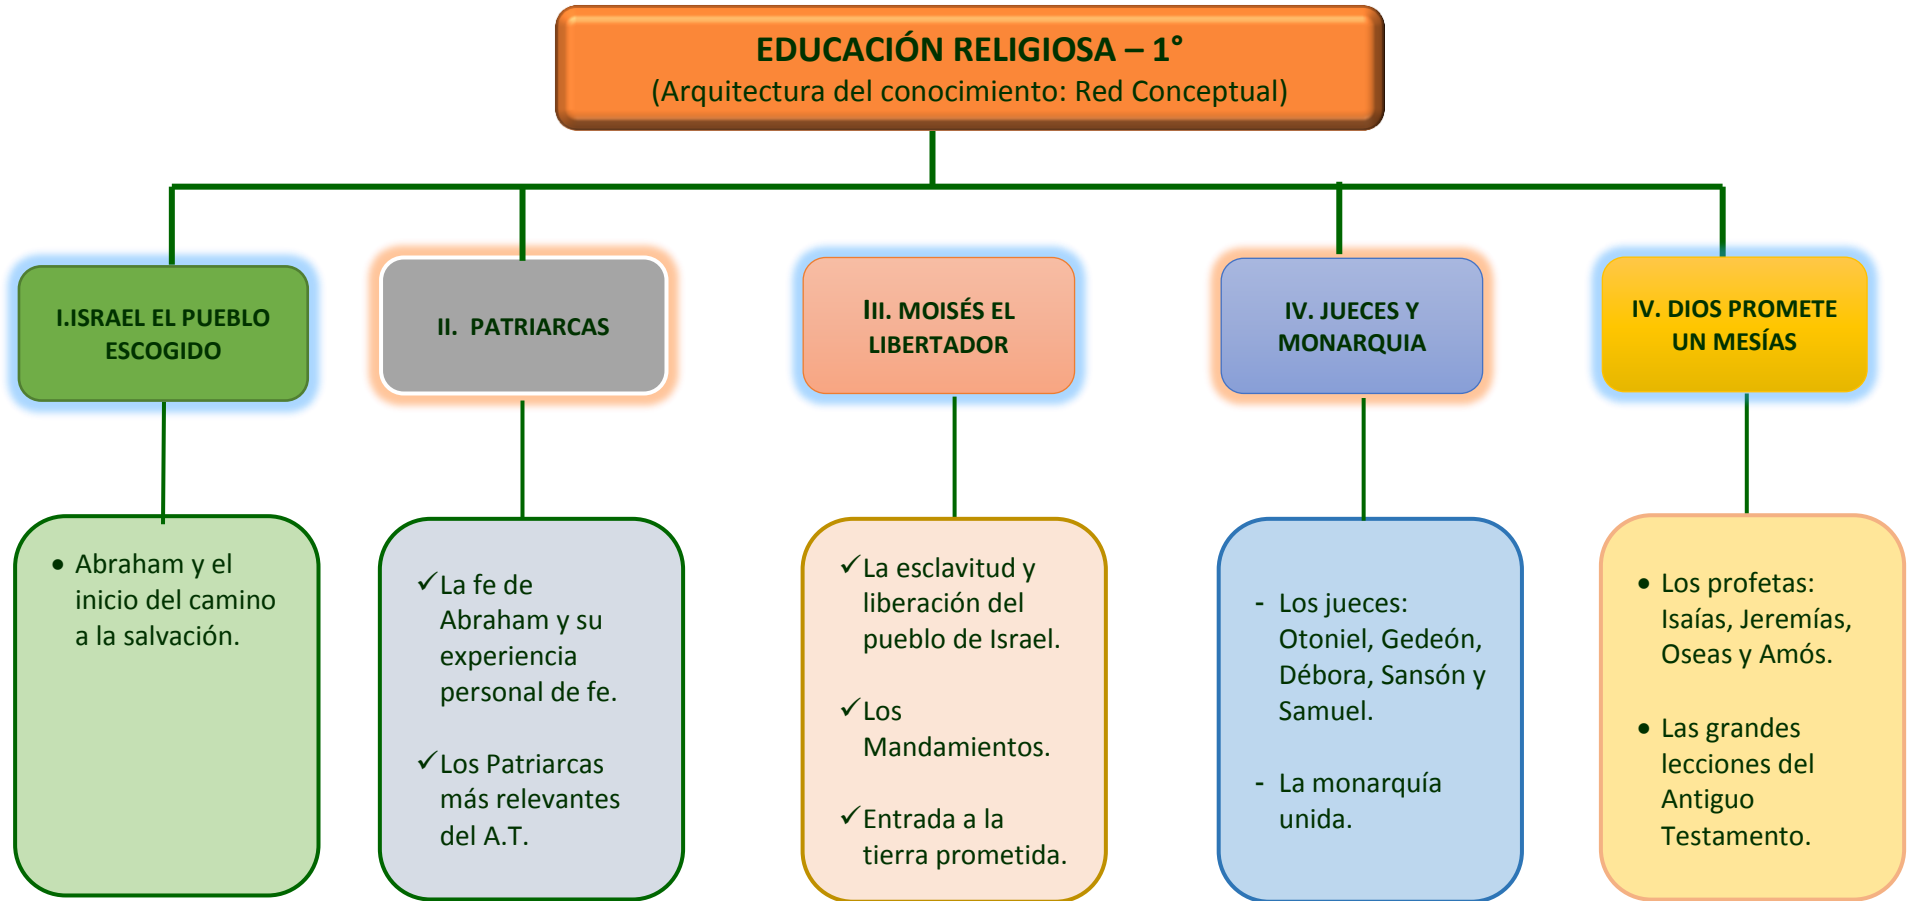 EDUCACIÓN RELIGIOSA – 1°
(Arquitectura del conocimiento: Red Conceptual)
I.ISRAEL EL PUEBLO
ESCOGIDO
II. PATRIARCAS
III. MOISÉS EL
LIBERTADOR
IV. JUECES Y
MONARQUIA
IV. DIOS PROMETE
UN MESÍAS
• Abraham y el
inicio del camino
a la salvación.
✓La fe de
Abraham y su
experiencia
personal de fe.
✓Los Patriarcas
más relevantes
del A.T.
✓La esclavitud y
liberación del
pueblo de Israel.
✓Los
Mandamientos.
✓Entrada a la
tierra prometida.
- Los jueces:
Otoniel, Gedeón,
Débora, Sansón y
Samuel.
- La monarquía
unida.
• Los profetas:
Isaías, Jeremías,
Oseas y Amós.
• Las grandes
lecciones del
Antiguo
Testamento.